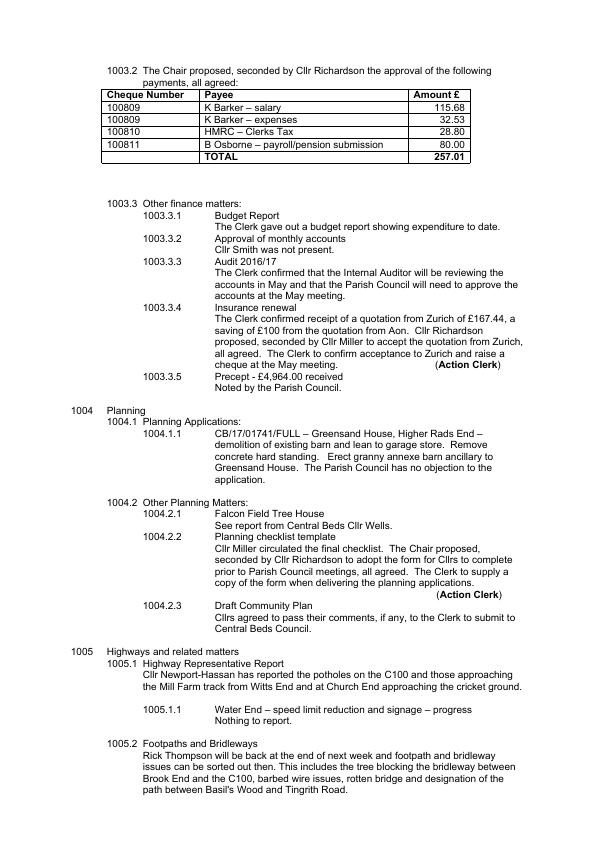 1003.2 The Chair proposed, seconded by Cllr Richardson the approval of the following
payments, all agreed:
Cheque Number Payee Amount £
100809 K Barker – salary 115.68
100809 K Barker – expenses 32.53
100810 HMRC – Clerks Tax 28.80
100811 B Osborne – payroll/pension submission 80.00
TOTAL 257.01
1003.3 Other finance matters:
1003.3.1 Budget Report
The Clerk gave out a budget report showing expenditure to date.
1003.3.2 Approval of monthly accounts
Cllr Smith was not present.
1003.3.3 Audit 2016/17
The Clerk confirmed that the Internal Auditor will be reviewing the
accounts in May and that the Parish Council will need to approve the
accounts at the May meeting.
1003.3.4 Insurance renewal
The Clerk confirmed receipt of a quotation from Zurich of £167.44, a
saving of £100 from the quotation from Aon. Cllr Richardson
proposed, seconded by Cllr Miller to accept the quotation from Zurich,
all agreed. The Clerk to confirm acceptance to Zurich and raise a
cheque at the May meeting. (Action Clerk)
1003.3.5 Precept - £4,964.00 received
Noted by the Parish Council.
1004 Planning
1004.1 Planning Applications:
1004.1.1 CB/17/01741/FULL – Greensand House, Higher Rads End –
demolition of existing barn and lean to garage store. Remove
concrete hard standing. Erect granny annexe barn ancillary to
Greensand House. The Parish Council has no objection to the
application.
1004.2 Other Planning Matters:
1004.2.1 Falcon Field Tree House
See report from Central Beds Cllr Wells.
1004.2.2 Planning checklist template
Cllr Miller circulated the final checklist. The Chair proposed,
seconded by Cllr Richardson to adopt the form for Cllrs to complete
prior to Parish Council meetings, all agreed. The Clerk to supply a
copy of the form when delivering the planning applications.
(Action Clerk)
1004.2.3 Draft Community Plan
Cllrs agreed to pass their comments, if any, to the Clerk to submit to
Central Beds Council.
1005 Highways and related matters
1005.1 Highway Representative Report
Cllr Newport-Hassan has reported the potholes on the C100 and those approaching
the Mill Farm track from Witts End and at Church End approaching the cricket ground.
1005.1.1 Water End – speed limit reduction and signage – progress
Nothing to report.
1005.2 Footpaths and Bridleways
Rick Thompson will be back at the end of next week and footpath and bridleway
issues can be sorted out then. This includes the tree blocking the bridleway between
Brook End and the C100, barbed wire issues, rotten bridge and designation of the
path between Basil's Wood and Tingrith Road.